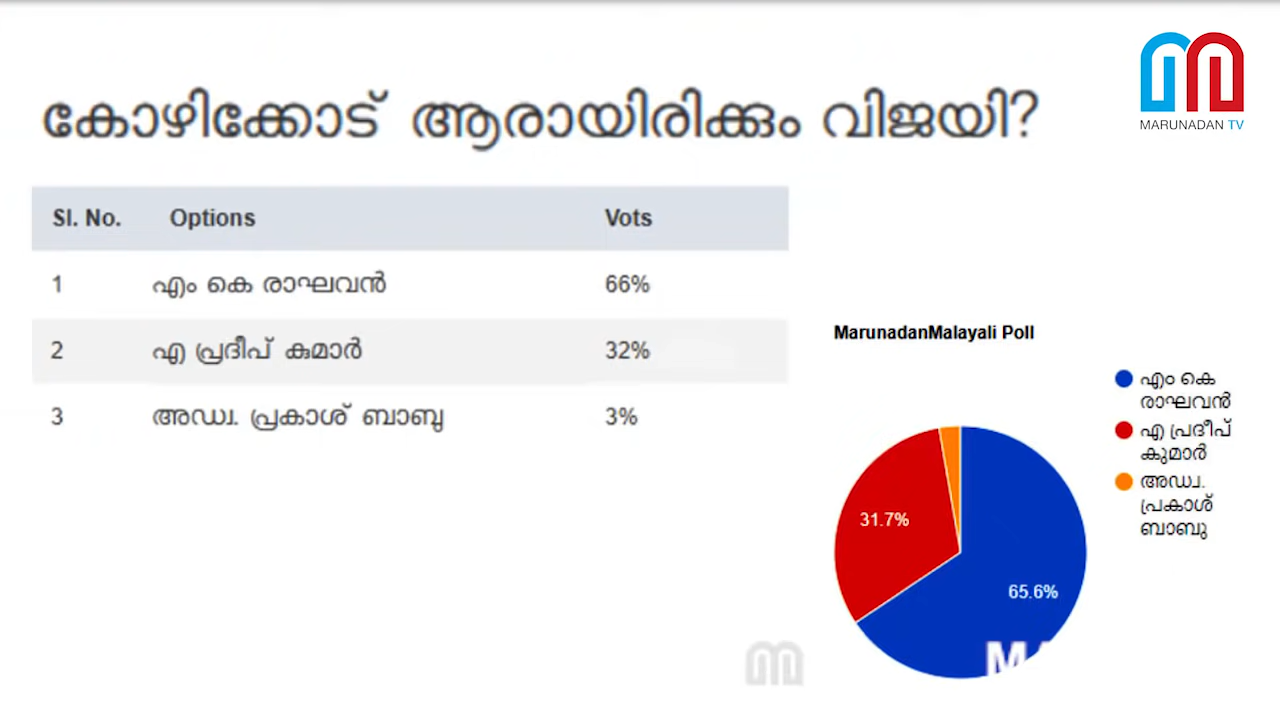 MARUNADAN TV
കോഴിക്കോട് ആരായിരിക്കും വിജയി?
Sl. No. Options Vots
1 എം കെ രാഘവൻ 66%
2 എ പ്രദീപ് കുമാർ 32%
3 അഡ്വ. പ്രകാശ് ബാബു 3%
MarunadanMalayali Poll
എം കെ
രാഘവൻ
എ പ്രദീപ്
കുമാർ
അഡ്വ.
പ്രകാശ്
ബാബു
31.7%
65.6%